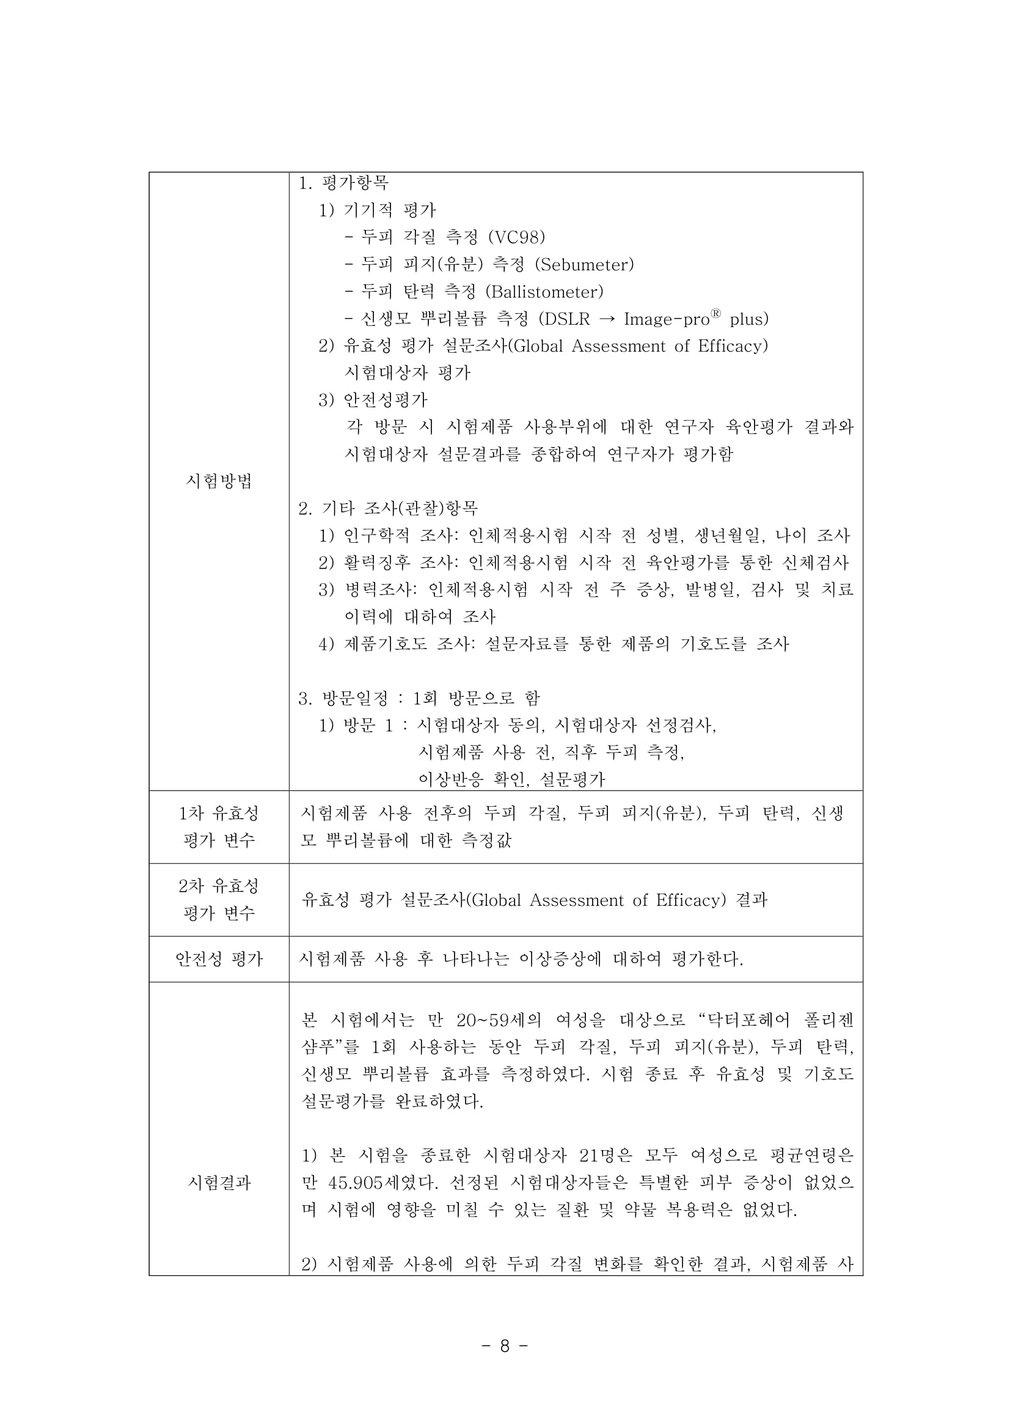 1. 평가항목
1) 기기적 평가
- 두피 각질 측정 (VC98)
- 두피 피지(유분) 측정 (Sebumeter)
- 두피 탄력 측정 (Ballistometer)
- 신생모 뿌리볼륨 측정 (DSLR → Image-pro® plus)
2) 유효성 평가 설문조사(Global Assessment of Efficacy)
시험대상자 평가
3) 안전성평가
각 방문 시 시험제품 사용부위에 대한 연구자 육안평가 결과와
시험대상자 설문결과를 종합하여 연구자가 평가함
시험방법
2. 기타 조사(관찰)항목
1) 인구학적 조사: 인체적용시험 시작 전 성별, 생년월일, 나이 조사
2) 활력징후 조사: 인체적용시험 시작 전 육안평가를 통한 신체검사
3) 병력조사: 인체적용시험 시작 전 주 증상, 발병일, 검사 및 치료
이력에 대하여 조사
4) 제품기호도 조사: 설문자료를 통한 제품의 기호도를 조사
3. 방문일정 : 1회 방문으로 함
1) 방문 1 : 시험대상자 동의, 시험대상자 선정검사,
시험제품 사용 전, 직후 두피 측정,
이상반응 확인, 설문평가
1차 유효성
평가 변수
시험제품 사용 전후의 두피 각질, 두피 피지(유분), 두피 탄력, 신생
모 뿌리볼륨에 대한 측정값
2차 유효성
평가 변수
유효성 평가 설문조사(Global Assessment of Efficacy) 결과
안전성 평가
시험제품 사용 후 나타나는 이상증상에 대하여 평가한다.
본 시험에서는 만 20~59세의 여성을 대상으로 “닥터포헤어 폴리젠
샴푸”를 1회 사용하는 동안 두피 각질, 두피 피지(유분), 두피 탄력,
신생모 뿌리볼륨 효과를 측정하였다. 시험 종료 후 유효성 및 기호도
설문평가를 완료하였다.
시험결과
1) 본 시험을 종료한 시험대상자 21명은 모두 여성으로 평균연령은
만 45.905세였다. 선정된 시험대상자들은 특별한 피부 증상이 없었으
며 시험에 영향을 미칠 수 있는 질환 및 약물 복용력은 없었다.
2) 시험제품 사용에 의한 두피 각질 변화를 확인한 결과, 시험제품 사
- 8 -